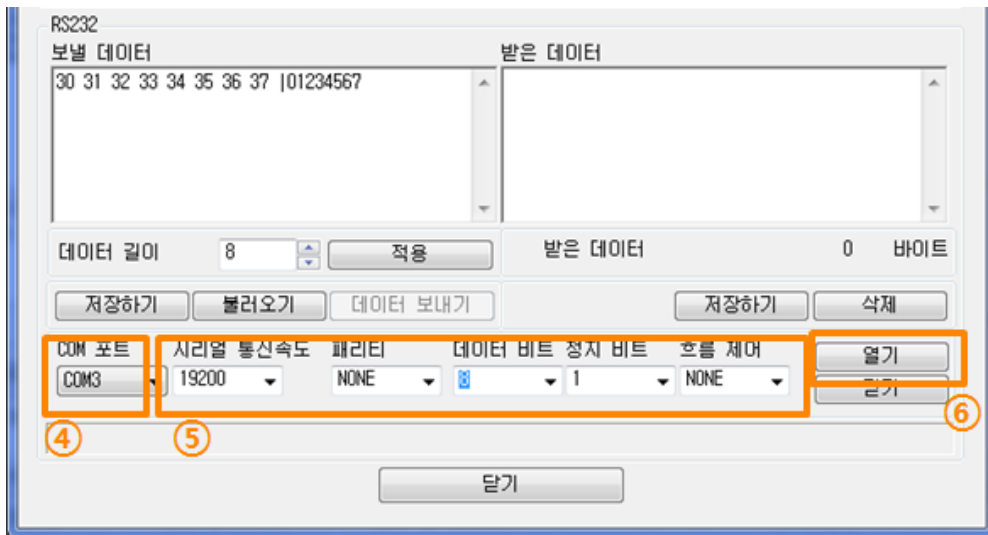 RS232
보낼 데이터
받은 데이터
30 31 32 33 34 35 36 37 |01234567
데이터 길이 8 적용
받은 데이터 0 바이트
저장하기 불러오기 데이터 보내기
저장하기 삭제
COM 포트 시리얼 통신속도 패리티 데이터 비트 정지 비트 흐름 제어 열기
COM3 19200 NONE 8 1 NONE 닫기
④ ⑤ ⑥
닫기